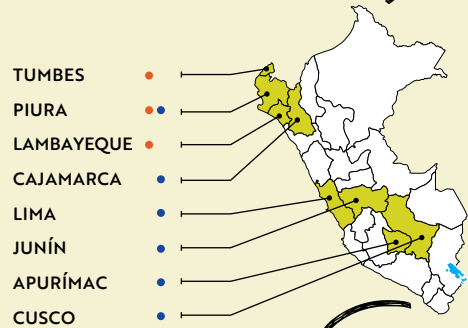 TUMBES
PIURA
LAMBAYEQUE
CAJAMARCA
LIMA
JUNÍN
APURÍMAC
CUSCO